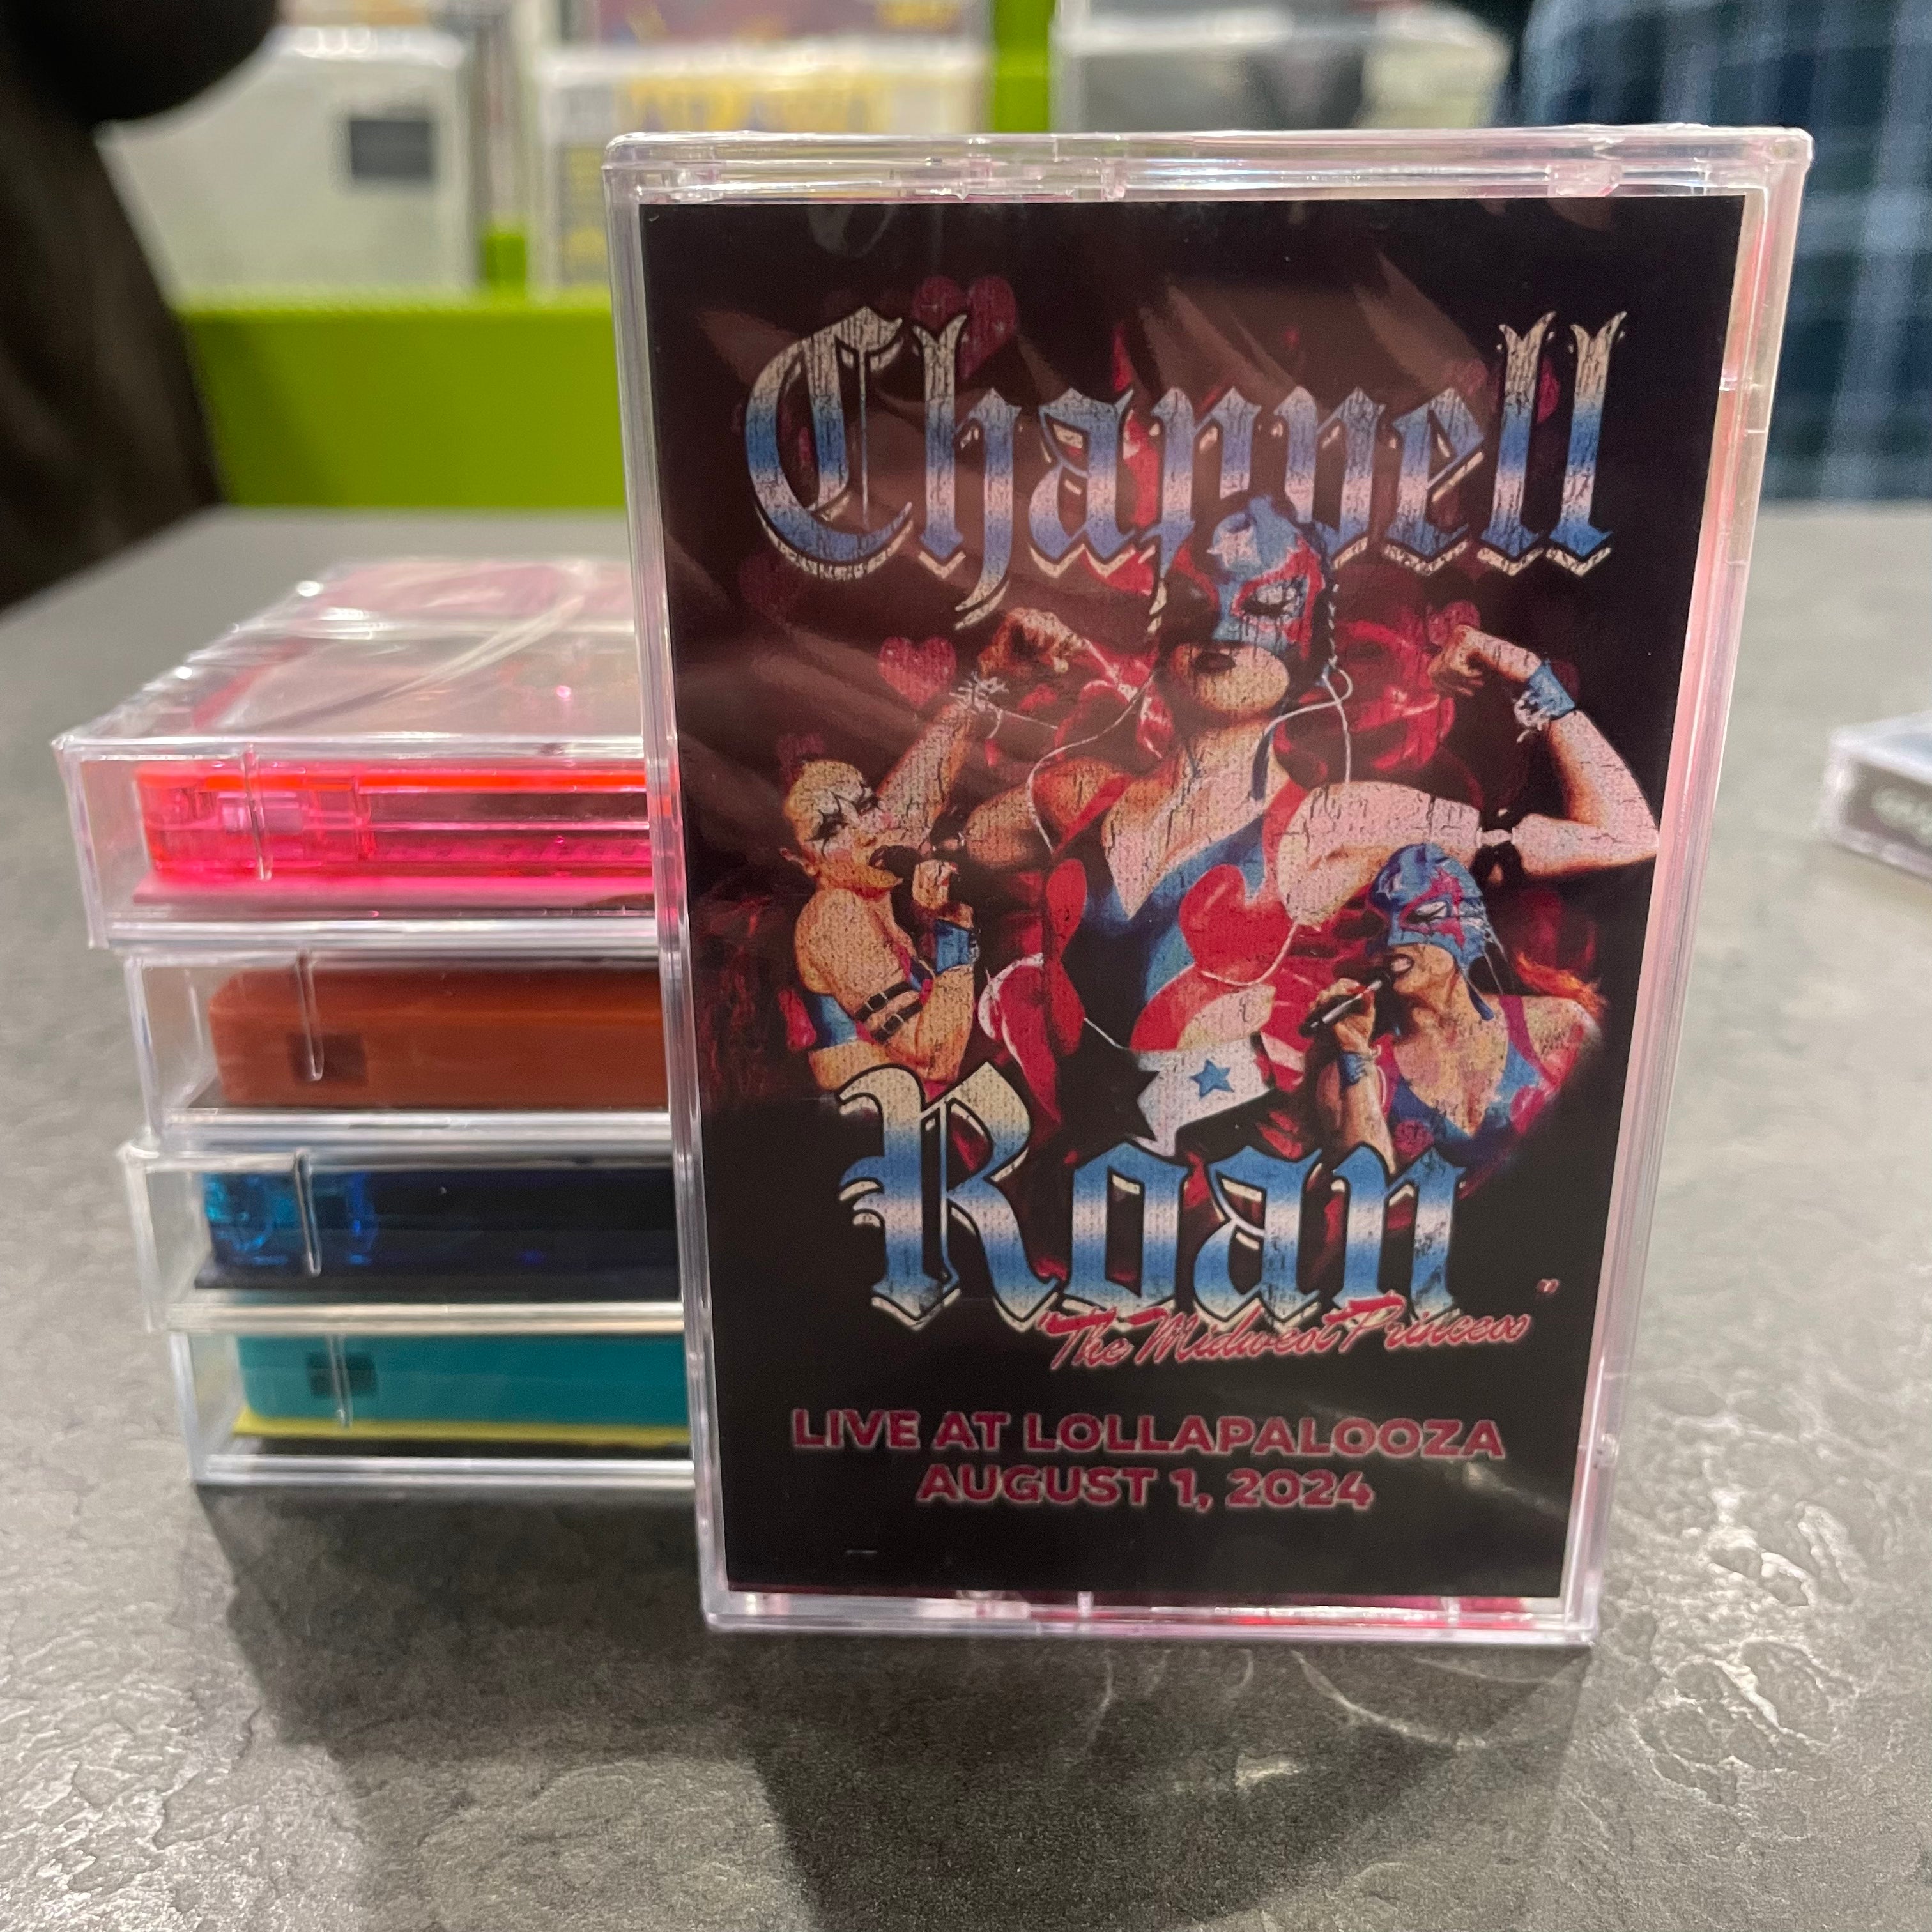 Chappell
Roan
"The Midwest Princess"
LIVE AT LOLLAPALOOZA
AUGUST 1, 2024